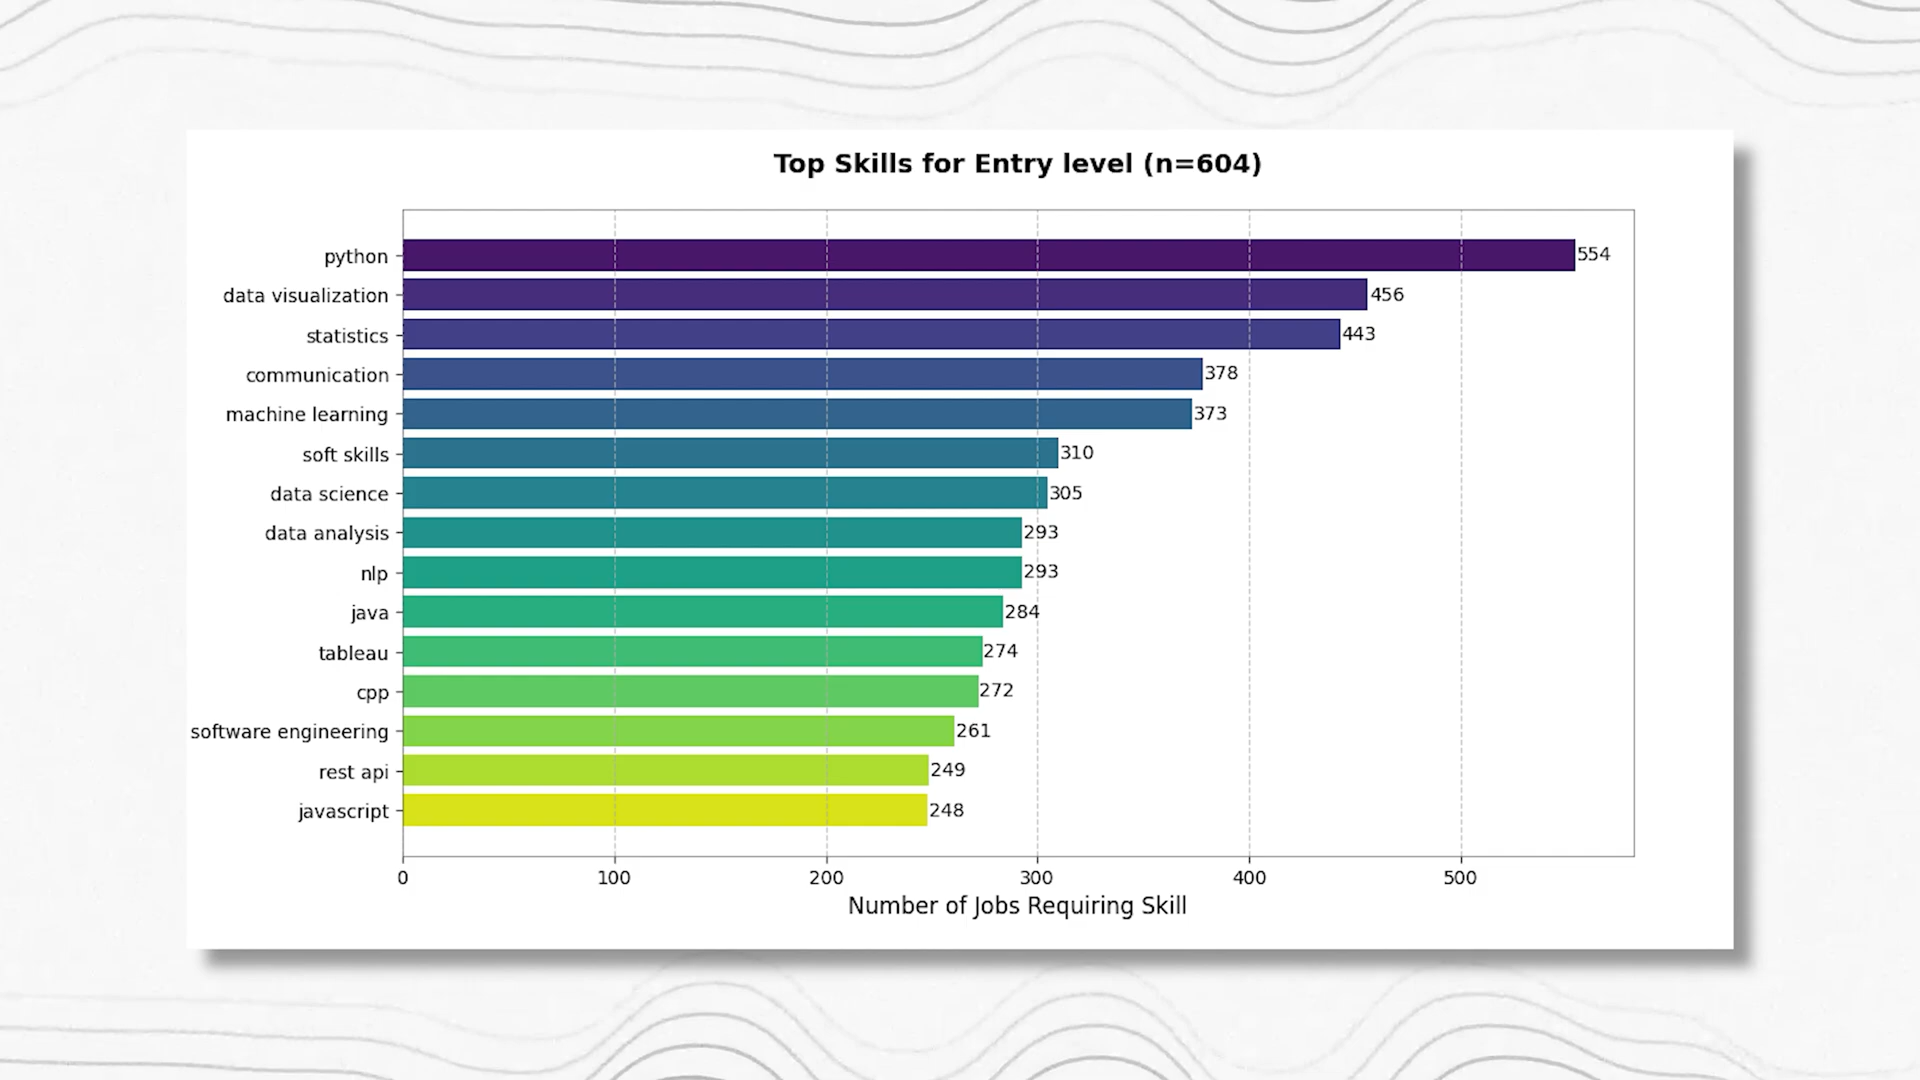 Top Skills for Entry level (n=604)
python 554
data visualization 456
statistics 443
communication 378
machine learning 373
soft skills 310
data science 305
data analysis 293
nlp 293
java 284
tableau 274
cpp 272
software engineering 261
rest api 249
javascript 248
0 100 200 300 400 500
Number of Jobs Requiring Skill